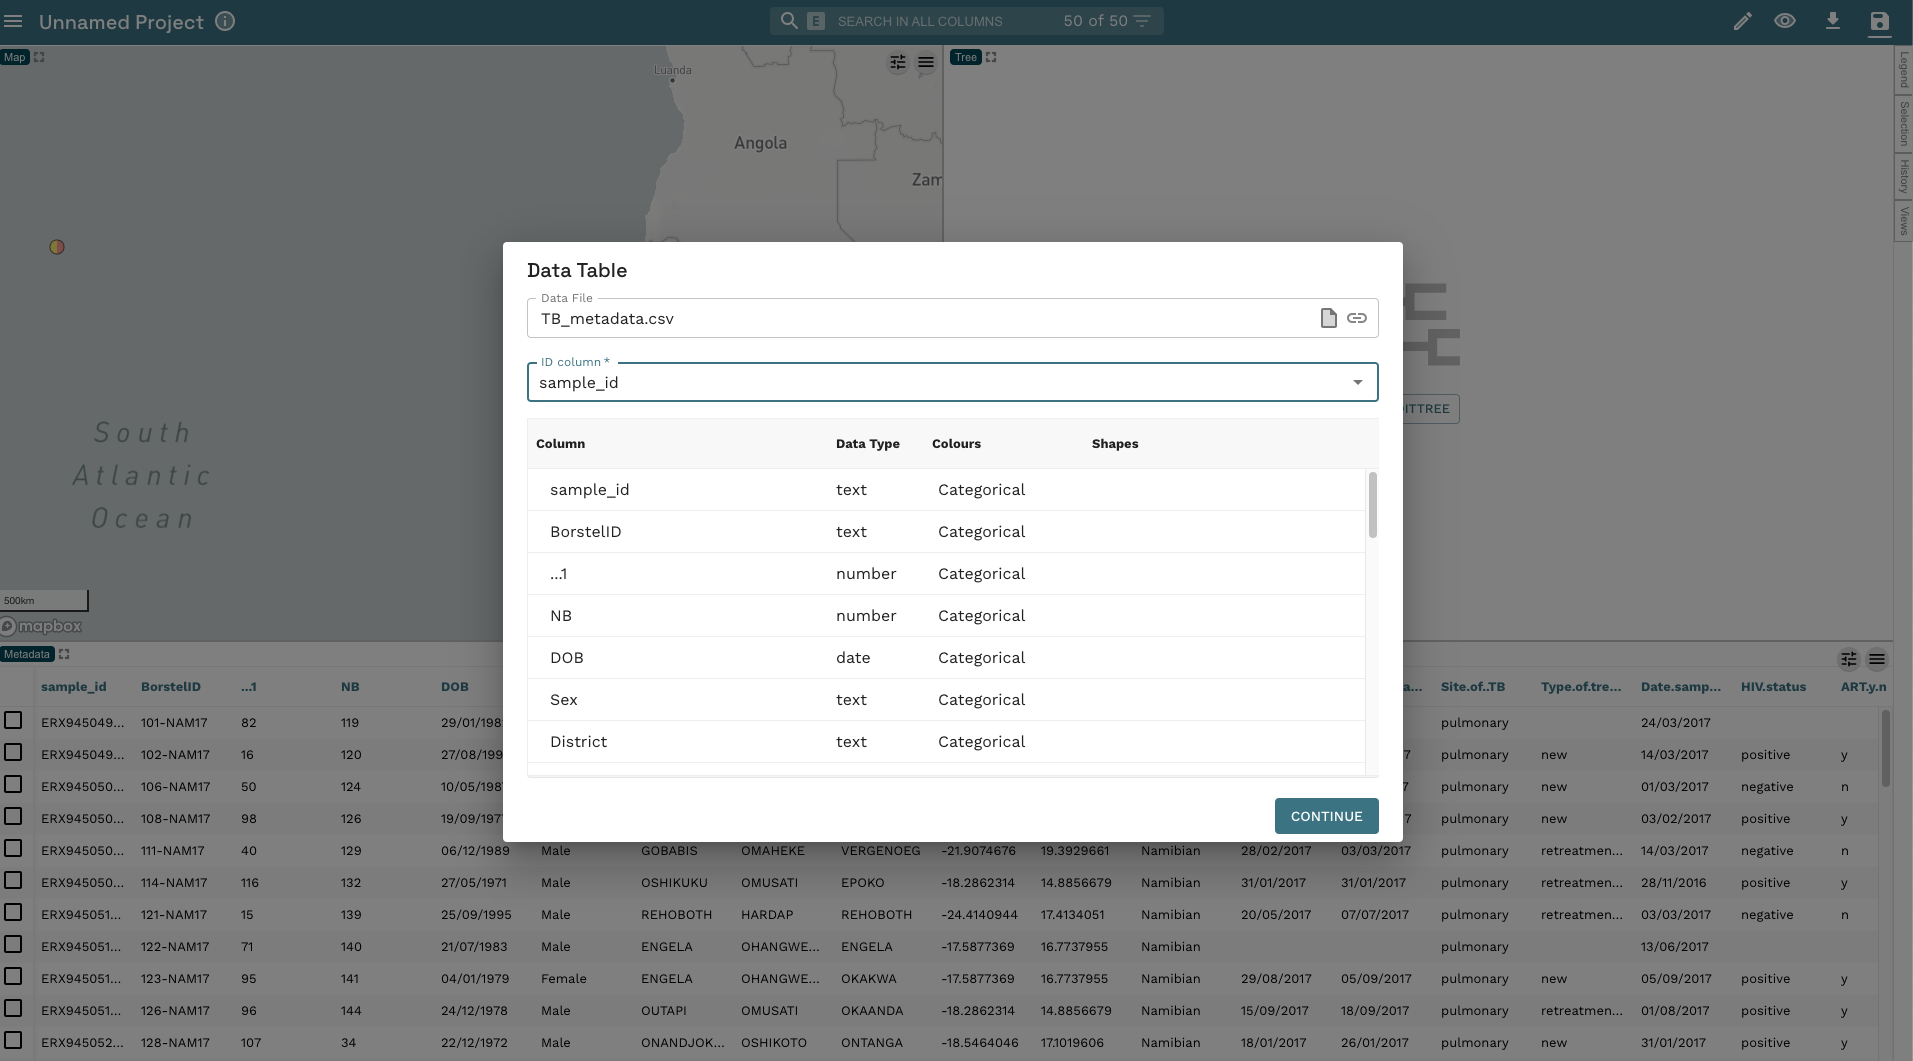 Unnamed Project
E SEARCH IN ALL COLUMNS 50 of 50
Map
Tree
Luanda
Angola
Zam
Legend
Selection
History
Views
South
Atlantic
Ocean
500km
mapbox
ITTREE
Data Table
Data File
TB_metadata.csv
ID column *
sample_id
Column Data Type Colours Shapes
sample_id text Categorical
BorstelID text Categorical
...1 number Categorical
NB number Categorical
DOB date Categorical
Sex text Categorical
District text Categorical
CONTINUE
Metadata
sample_id BorstelID ...1 NB DOB a... Site.of..TB Type.of.tre... Date.samp... HIV.status ART.y.n
ERX945049... 101-NAM17 82 119 29/01/198 pulmonary 24/03/2017
ERX945049... 102-NAM17 16 120 27/08/199 7 pulmonary new 14/03/2017 positive y
ERX945050... 106-NAM17 50 124 10/05/198 7 pulmonary new 01/03/2017 negative n
ERX945050... 108-NAM17 98 126 19/09/197 7 pulmonary new 03/02/2017 positive y
ERX945050... 111-NAM17 40 129 06/12/1989 Male GOBABIS OMAHEKE VERGENOEG -21.9074676 19.3929661 Namibian 28/02/2017 03/03/2017 pulmonary retreatmen... 14/03/2017 negative n
ERX945050... 114-NAM17 116 132 27/05/1971 Male OSHIKUKU OMUSATI EPOKO -18.2862314 14.8856679 Namibian 31/01/2017 31/01/2017 pulmonary retreatmen... 28/11/2016 positive y
ERX945051... 121-NAM17 15 139 25/09/1995 Male REHOBOTH HARDAP REHOBOTH -24.4140944 17.4134051 Namibian 20/05/2017 07/07/2017 pulmonary retreatmen... 03/03/2017 negative n
ERX945051... 122-NAM17 71 140 21/07/1983 Male ENGELA OHANGWE... ENGELA -17.5877369 16.7737955 Namibian pulmonary 13/06/2017
ERX945051... 123-NAM17 95 141 04/01/1979 Female ENGELA OHANGWE... OKAKWA -17.5877369 16.7737955 Namibian 29/08/2017 05/09/2017 pulmonary new 05/09/2017 positive y
ERX945051... 126-NAM17 96 144 24/12/1978 Male OUTAPI OMUSATI OKAANDA -18.2862314 14.8856679 Namibian 15/09/2017 18/09/2017 pulmonary retreatmen... 01/08/2017 positive y
ERX945052... 128-NAM17 107 34 22/12/1972 Male ONANDJOK... OSHIKOTO ONTANGA -18.5464046 17.1019606 Namibian 18/01/2017 26/01/2017 pulmonary new 31/01/2017 positive y